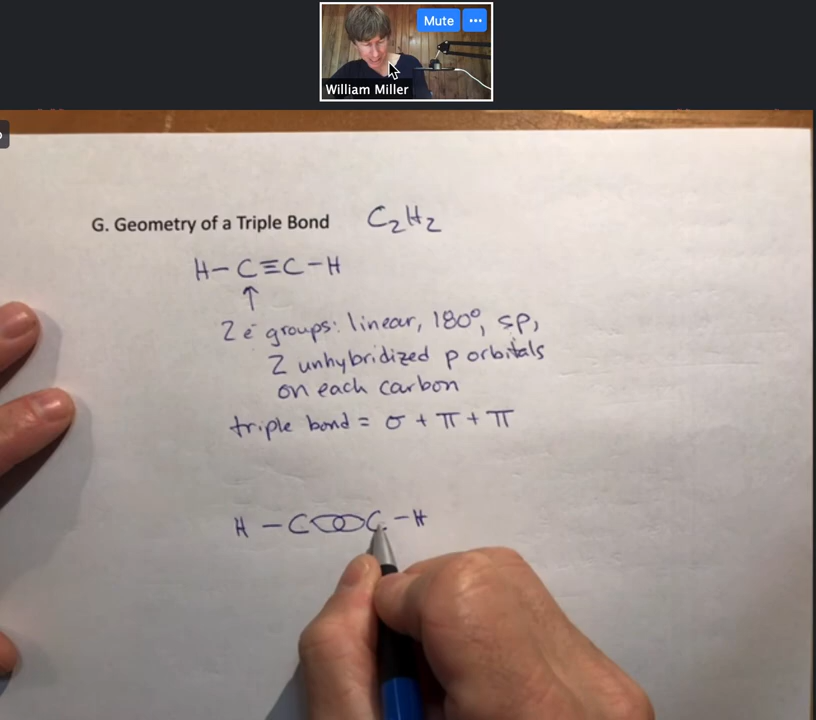 Mute ...
William Miller
G. Geometry of a Triple Bond C₂H₂
H-C≡C-H
↑
2 e⁻ groups: linear, 180°, sp,
2 unhybridized p orbitals
on each carbon
triple bond = σ + π + π
H - C C - H